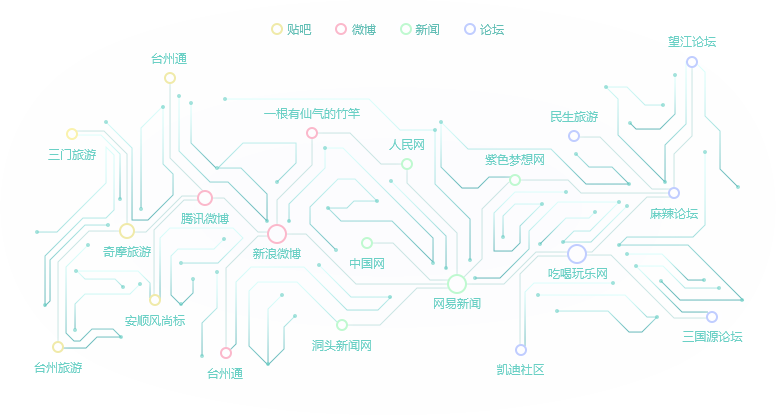 贴吧 微博 新闻 论坛
望江论坛
台州通
一根有仙气的竹竿
民生旅游
人民网
三门旅游
紫色梦想网
腾讯微博
麻辣论坛
奇摩旅游
新浪微博
中国网
吃喝玩乐网
网易新闻
安顺风尚标
三国源论坛
洞头新闻网
台州旅游
台州通
凯迪社区